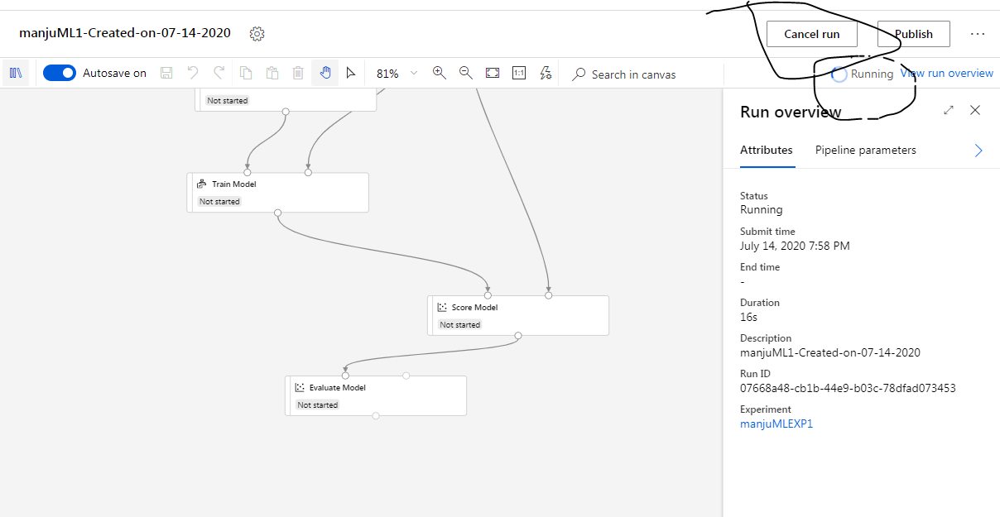 manjuML1-Created-on-07-14-2020
Cancel run
Publish
Autosave on
81%
1:1
Search in canvas
Running
View run overview
Not started
Train Model
Not started
Score Model
Not started
Evaluate Model
Not started
Run overview
Attributes
Pipeline parameters
Status
Running
Submit time
July 14, 2020 7:58 PM
End time
-
Duration
16s
Description
manjuML1-Created-on-07-14-2020
Run ID
07668a48-cb1b-44e9-b03c-78dfad073453
Experiment
manjuMLEXP1